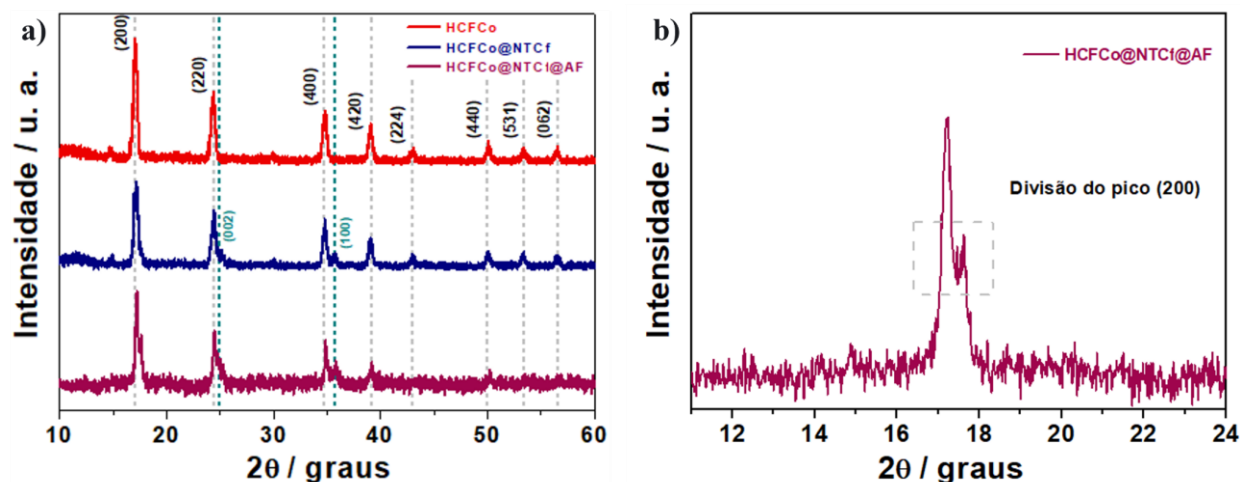 a)
HCFCo
HCFCo@NTCf
HCFCo@NTCf@AF
(200)
(220)
(400)
(420)
(224)
(440)
(531)
(062)
(002)
(100)
Intensidade / u. a.
10 20 30 40 50 60
2θ / graus
b)
HCFCo@NTCf@AF
Divisão do pico (200)
Intensidade / u. a.
12 14 16 18 20 22 24
2θ / graus